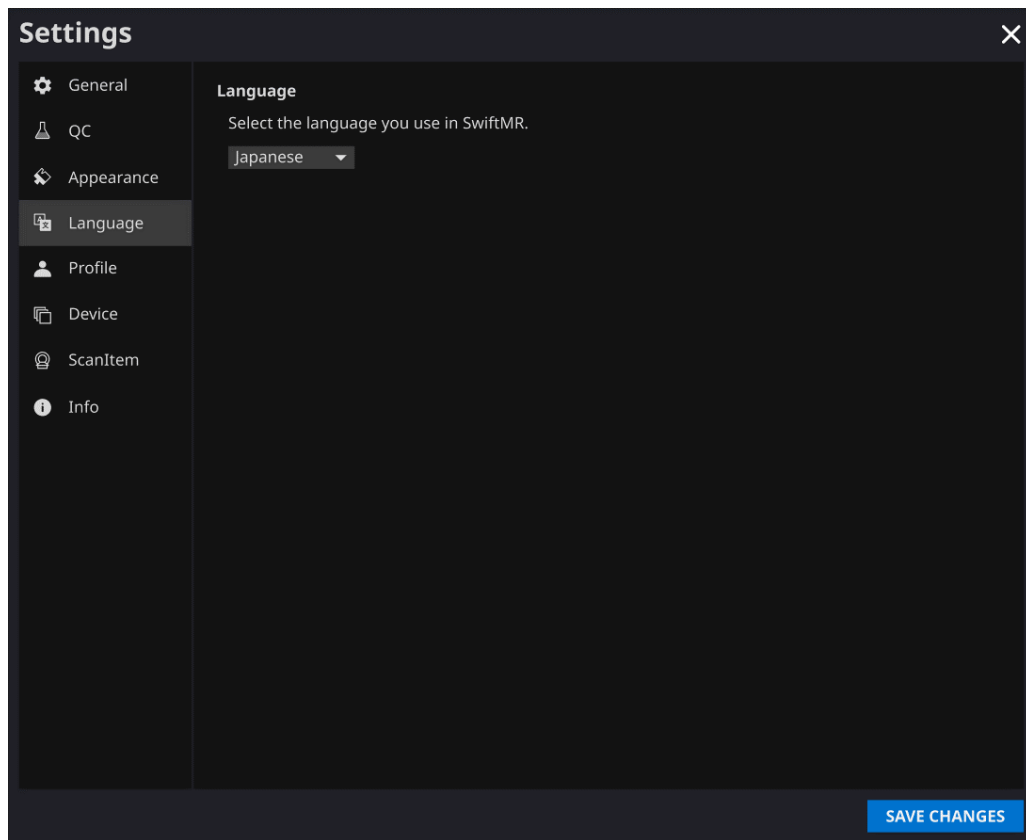 Settings
General
QC
Appearance
Language
Profile
Device
ScanItem
Info
Language
Select the language you use in SwiftMR.
Japanese
SAVE CHANGES